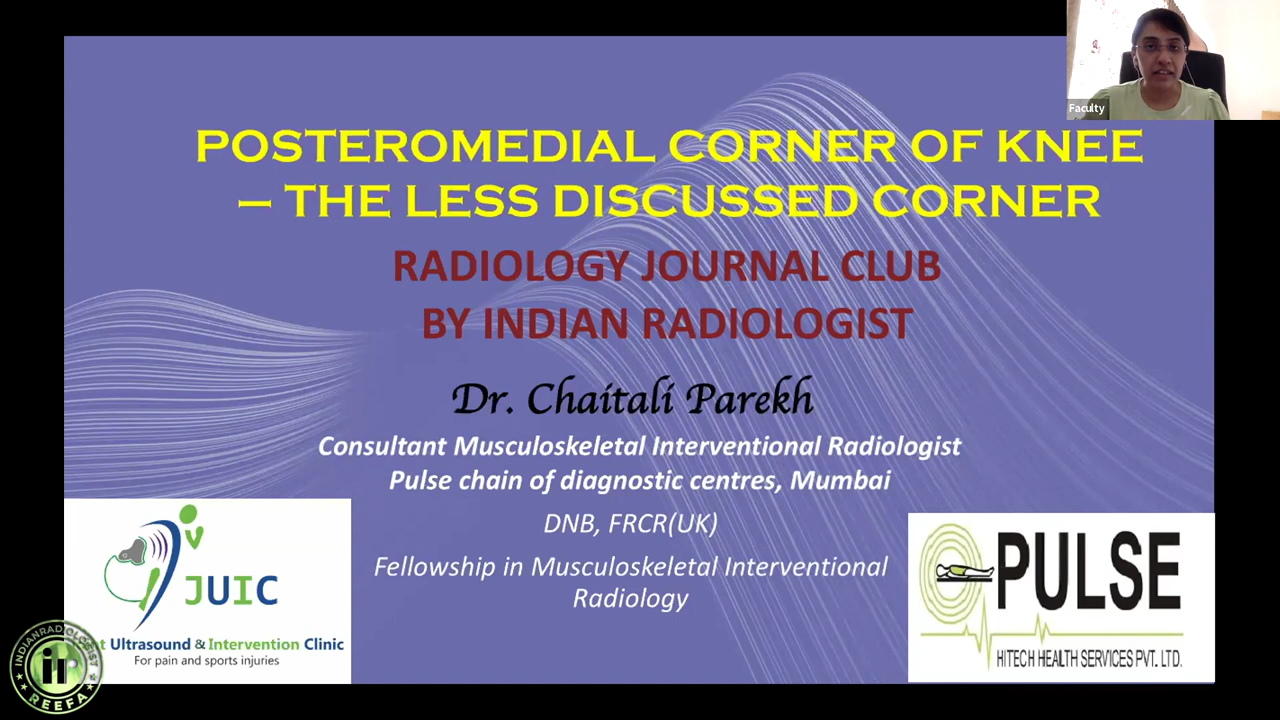 Faculty
POSTEROMEDIAL CORNER OF KNEE
– THE LESS DISCUSSED CORNER
RADIOLOGY JOURNAL CLUB
BY INDIAN RADIOLOGIST
Dr. Chaitali Parekh
Consultant Musculoskeletal Interventional Radiologist
Pulse chain of diagnostic centres, Mumbai
DNB, FRCR(UK)
Fellowship in Musculoskeletal Interventional
Radiology
JUIC
Ultrasound & Intervention Clinic
For pain and sports injuries
PULSE
HITECH HEALTH SERVICES PVT. LTD.
INDIANRADIOLOGIST
ir
REEFA